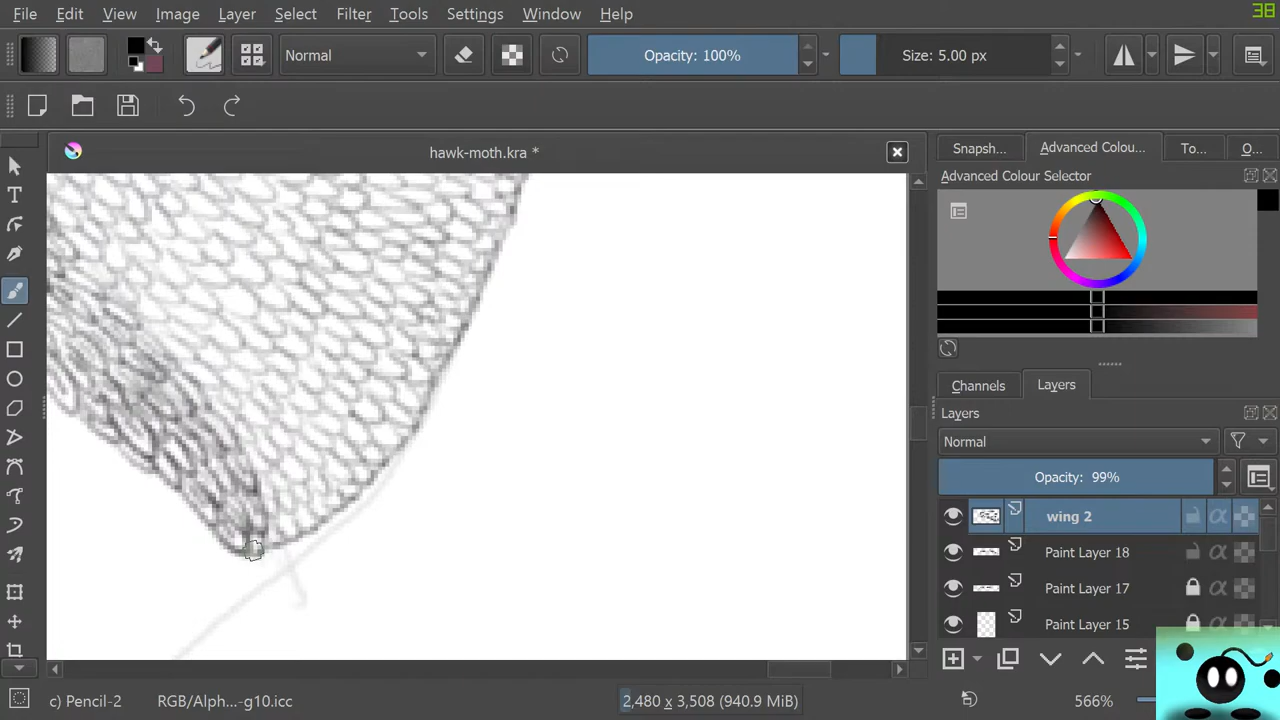 38
File Edit View Image Layer Select Filter Tools Settings Window Help
Normal Opacity: 100% Size: 5.00 px
hawk-moth.kra *
Snapsh... Advanced Colou... To... O...
Advanced Colour Selector
Channels Layers
Layers
Normal
Opacity: 99%
wing 2
Paint Layer 18
Paint Layer 17
Paint Layer 15
c) Pencil-2 RGB/Alph...-g10.icc 2,480 x 3,508 (940.9 MiB) 566%